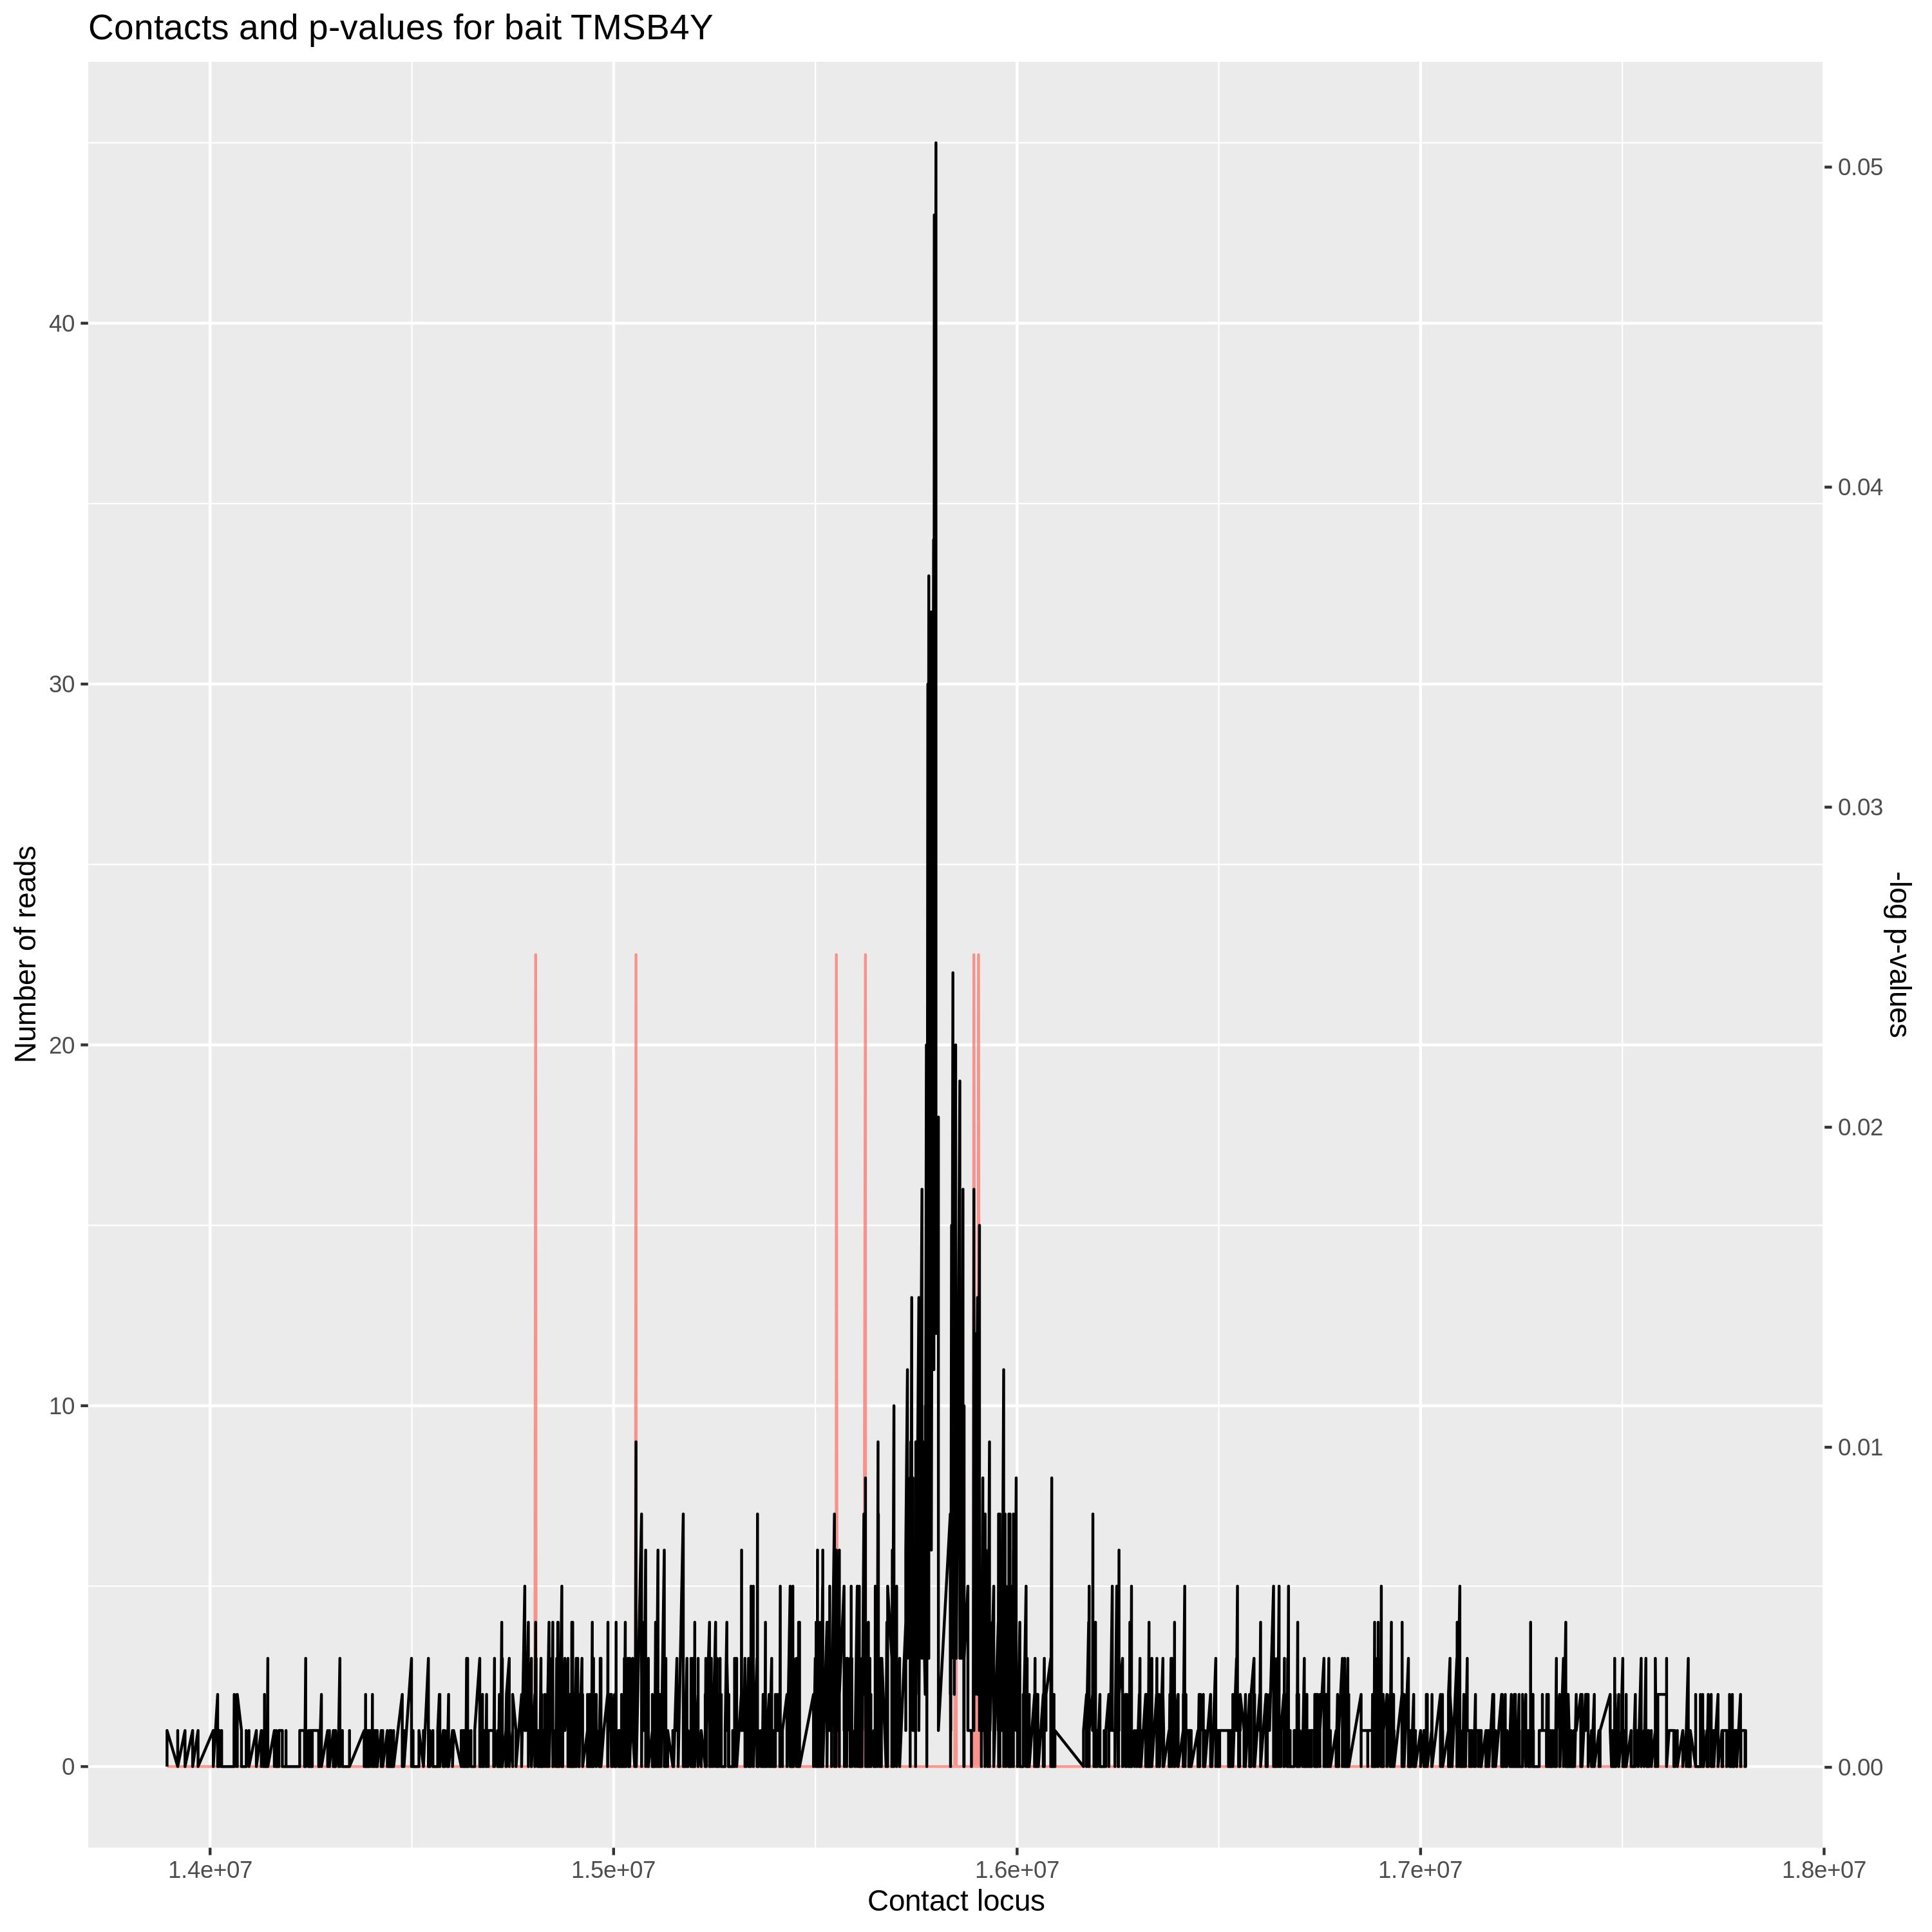 Contacts and p-values for bait TMSB4Y
Number of reads
40
30
20
10
0
0.05
0.04
0.03
0.02
0.01
0.00
-log p-values
1.4e+07
1.5e+07
1.6e+07
1.7e+07
1.8e+07
Contact locus